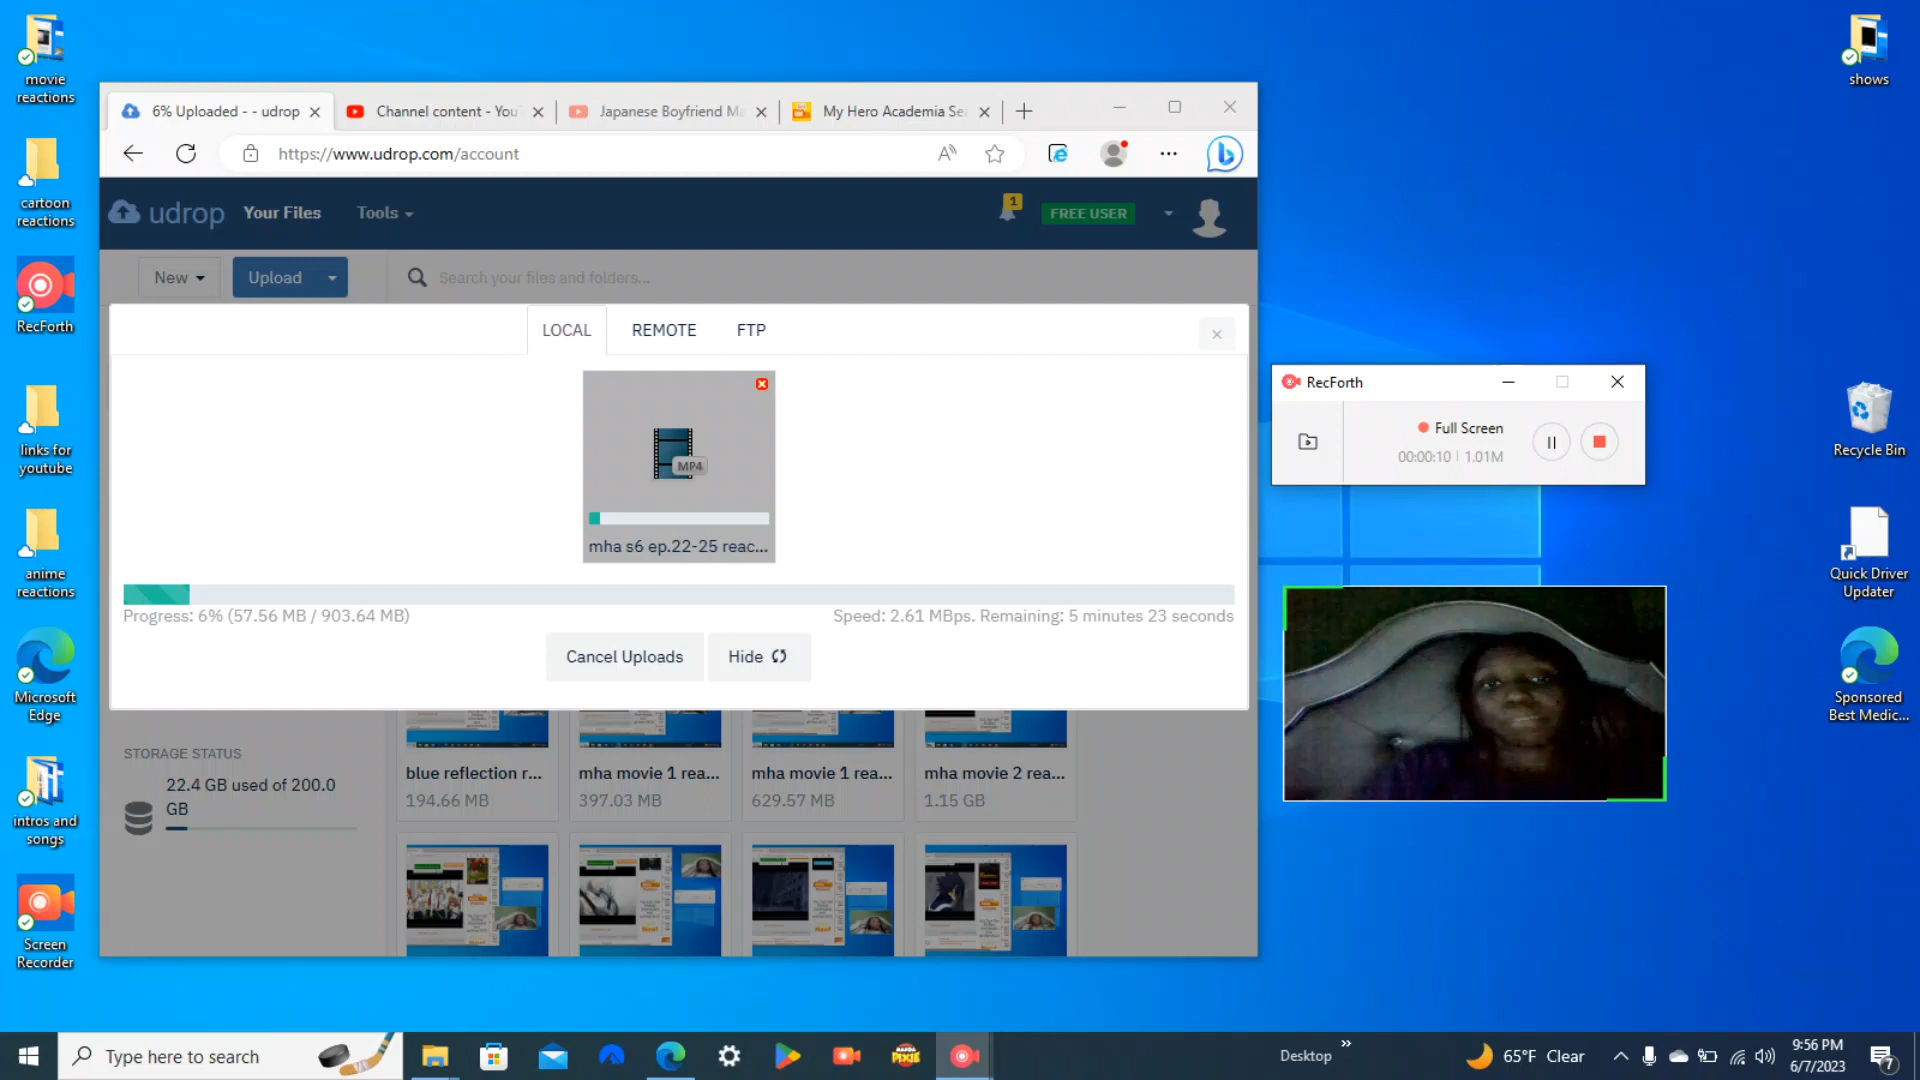 movie
reactions
cartoon
reactions
RecForth
links for
youtube
anime
reactions
Microsoft
Edge
intros and
songs
Screen
Recorder
6% Uploaded - - udrop
Channel content - You
Japanese Boyfriend Ma
My Hero Academia Sea
https://www.udrop.com/account
udrop
Your Files
Tools
1
FREE USER
New
Upload
Search your files and folders...
LOCAL
REMOTE
FTP
MP4
mha s6 ep.22-25 reac...
Progress: 6% (57.56 MB / 903.64 MB)
Speed: 2.61 MBps. Remaining: 5 minutes 23 seconds
Cancel Uploads
Hide
STORAGE STATUS
22.4 GB used of 200.0
GB
blue reflection r...
194.66 MB
mha movie 1 rea...
397.03 MB
mha movie 1 rea...
629.57 MB
mha movie 2 rea...
1.15 GB
RecForth
Full Screen
00:00:10 | 1.01M
shows
Recycle Bin
Quick Driver
Updater
Sponsored
Best Medic...
Type here to search
Desktop
65°F Clear
9:56 PM
6/7/2023
7